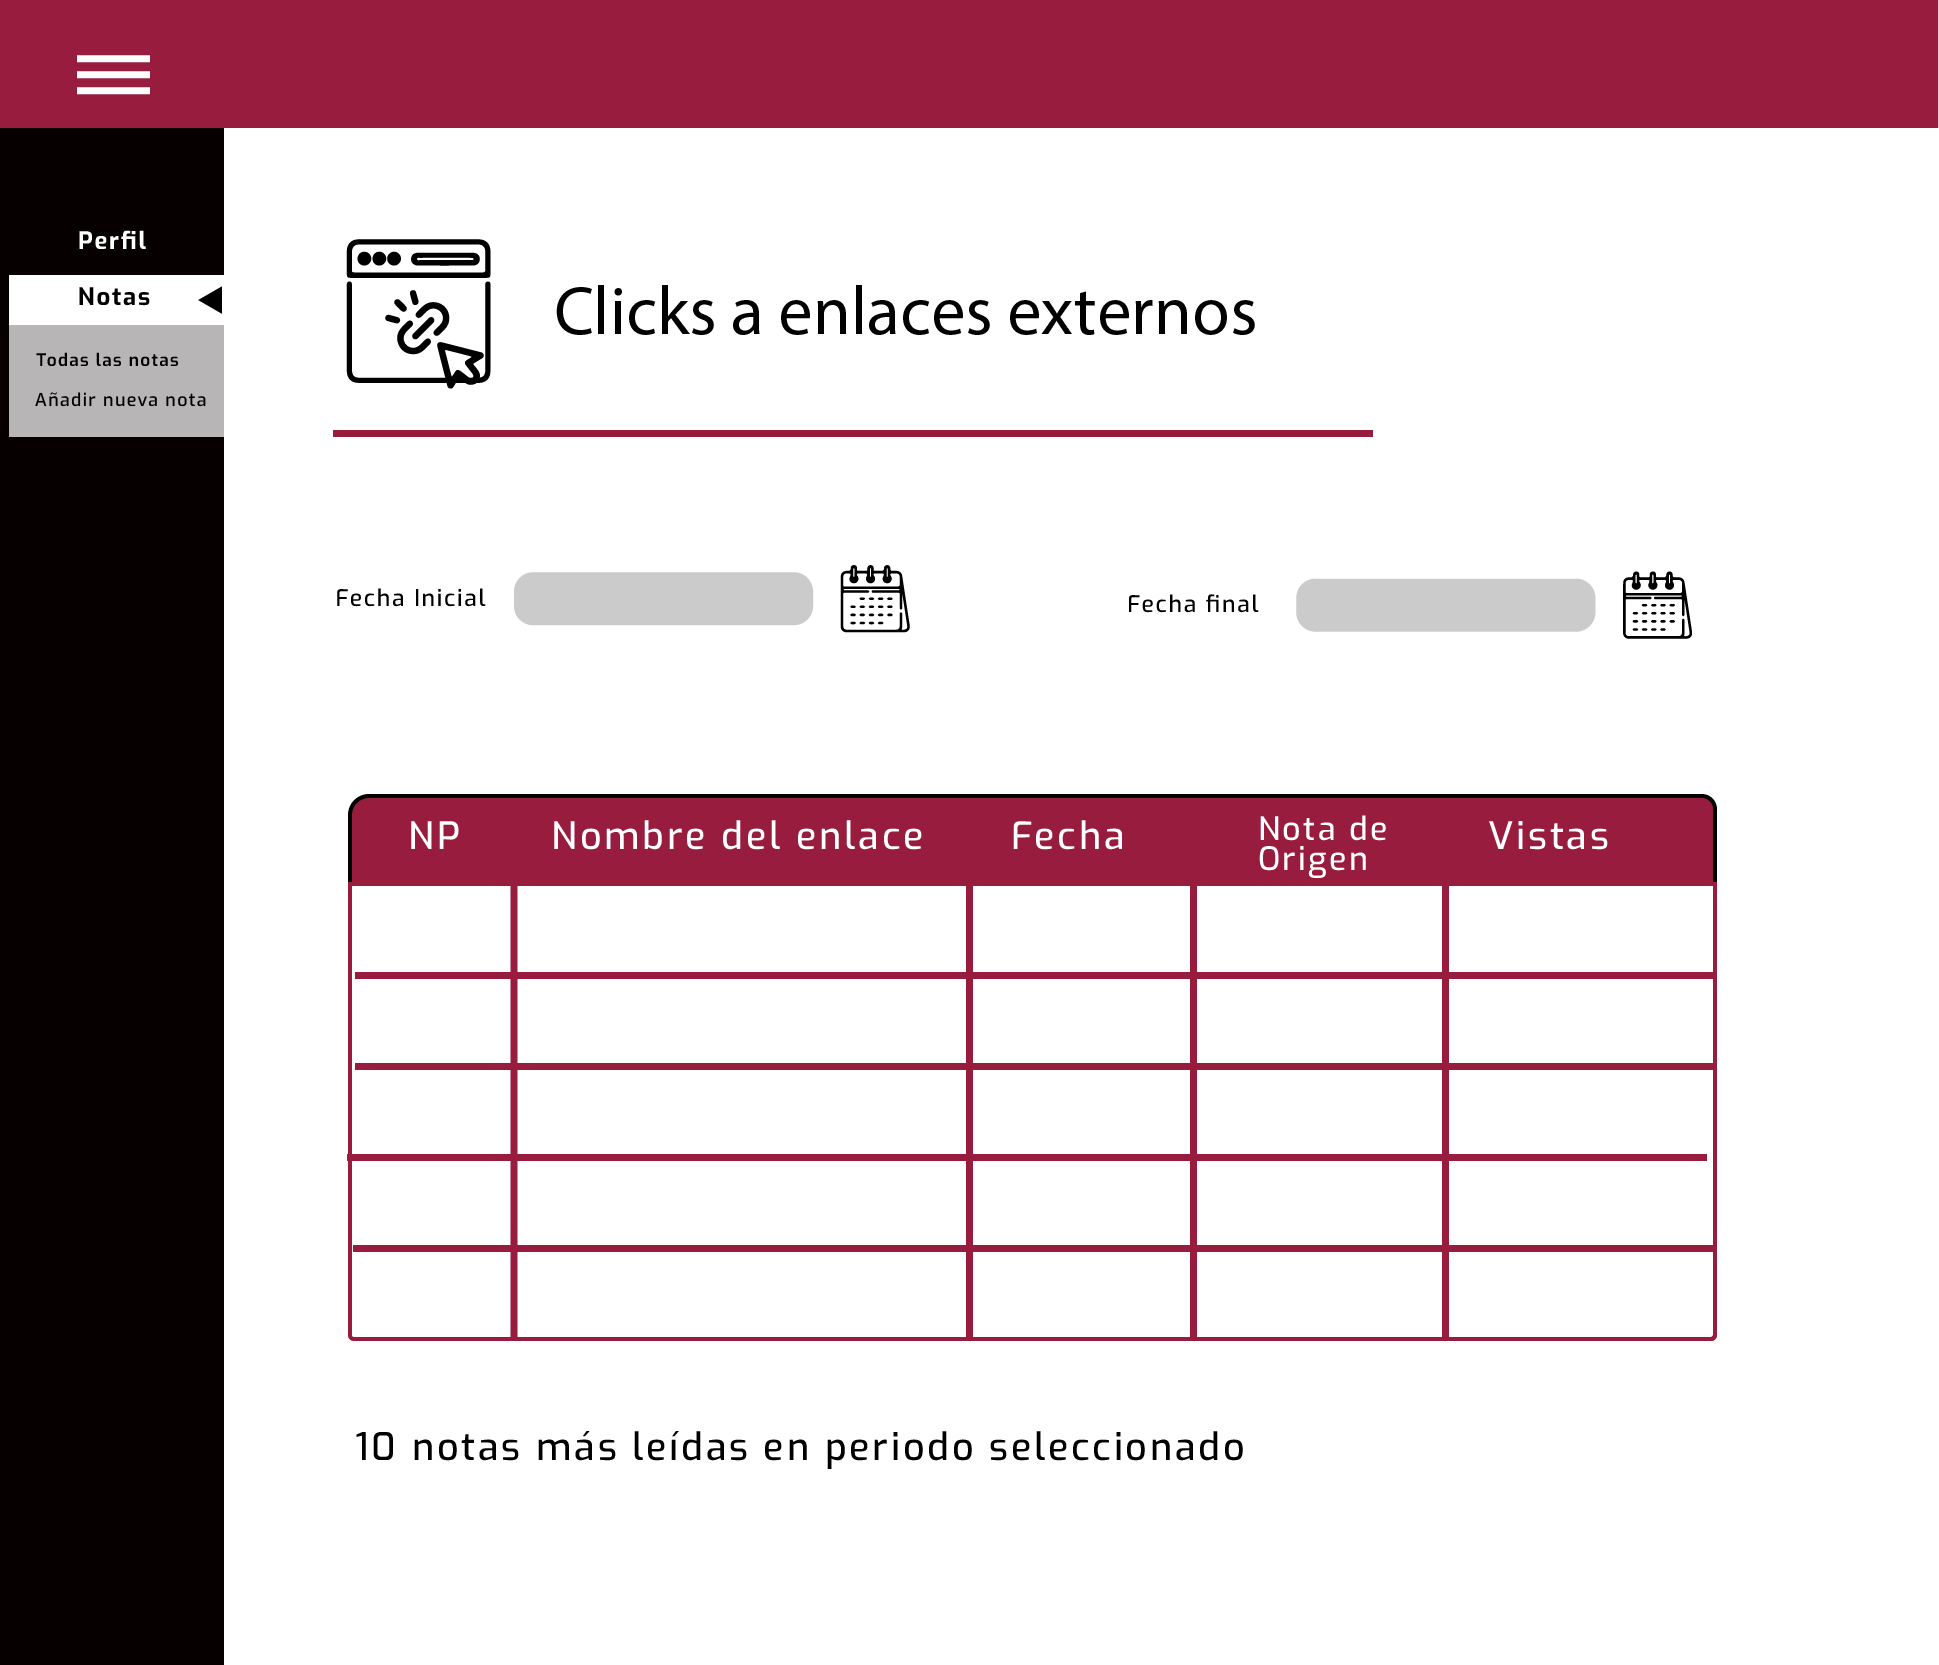 Perfil
Notas
Todas las notas
Añadir nueva nota
Clicks a enlaces externos
Fecha Inicial
Fecha final
NP
Nombre del enlace
Fecha
Nota de
Origen
Vistas
10 notas más leídas en periodo seleccionado